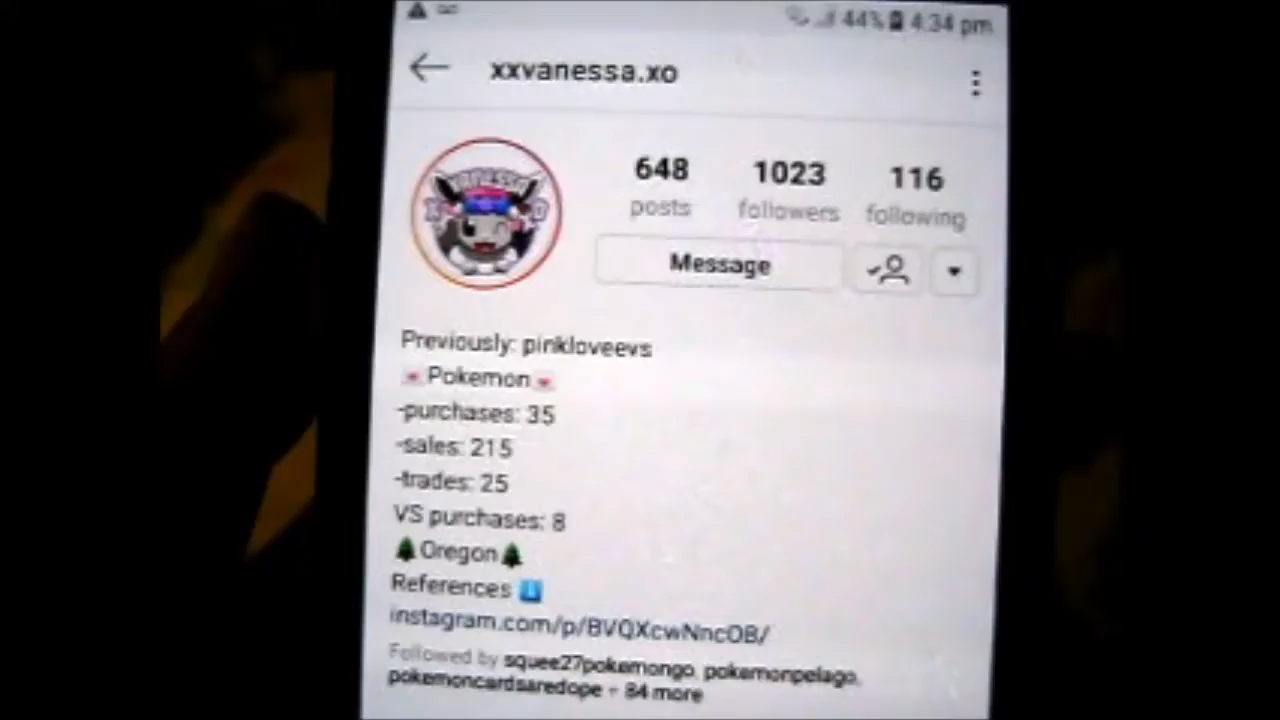 44% 4:34 pm
xxvanessa.xo
VANESSA
648 1023 116
posts followers following
Message
Previously: pinkloveevs
Pokemon
-purchases: 35
-sales: 215
-trades: 25
VS purchases: 8
Oregon
References
instagram.com/p/BVQXcwNncOB/
Followed by squee27pokemongo, pokemonpelago,
pokemoncardsaredope + 84 more